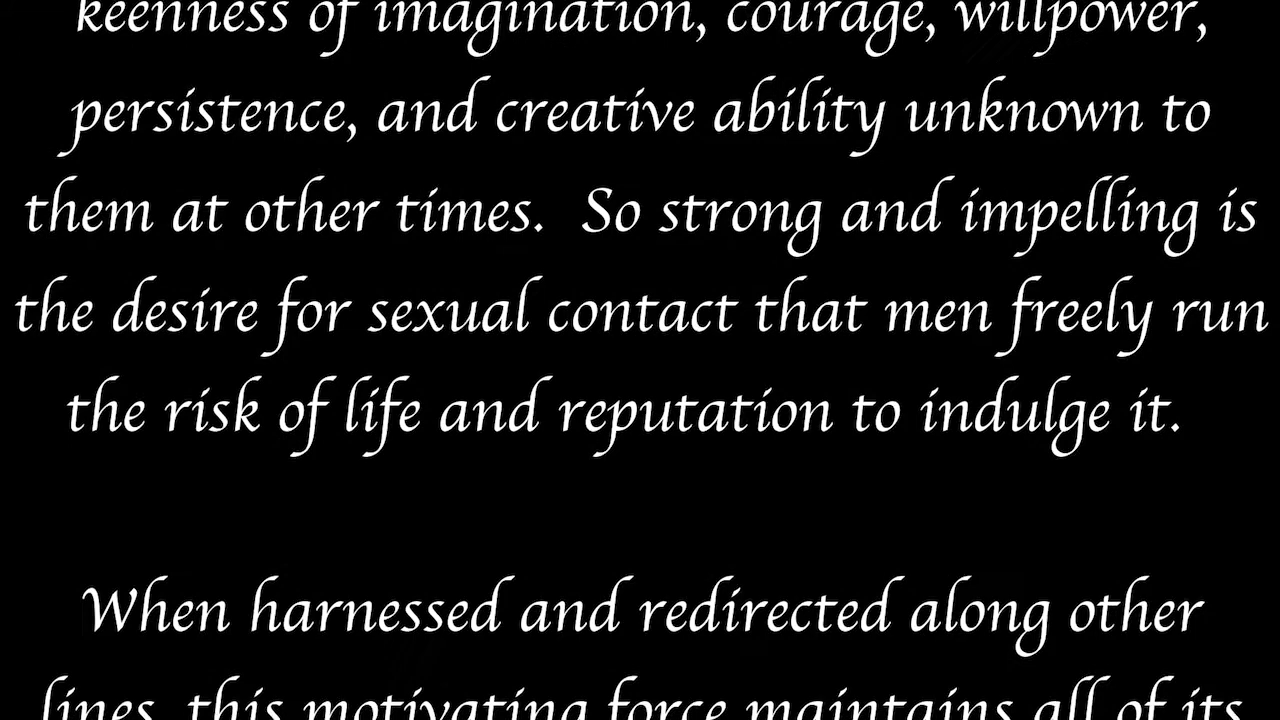 keenness of imagination, courage, willpower,
persistence, and creative ability unknown to
them at other times. So strong and impelling is
the desire for sexual contact that men freely run
the risk of life and reputation to indulge it.
When harnessed and redirected along other
lines, this motivating force maintains all of its